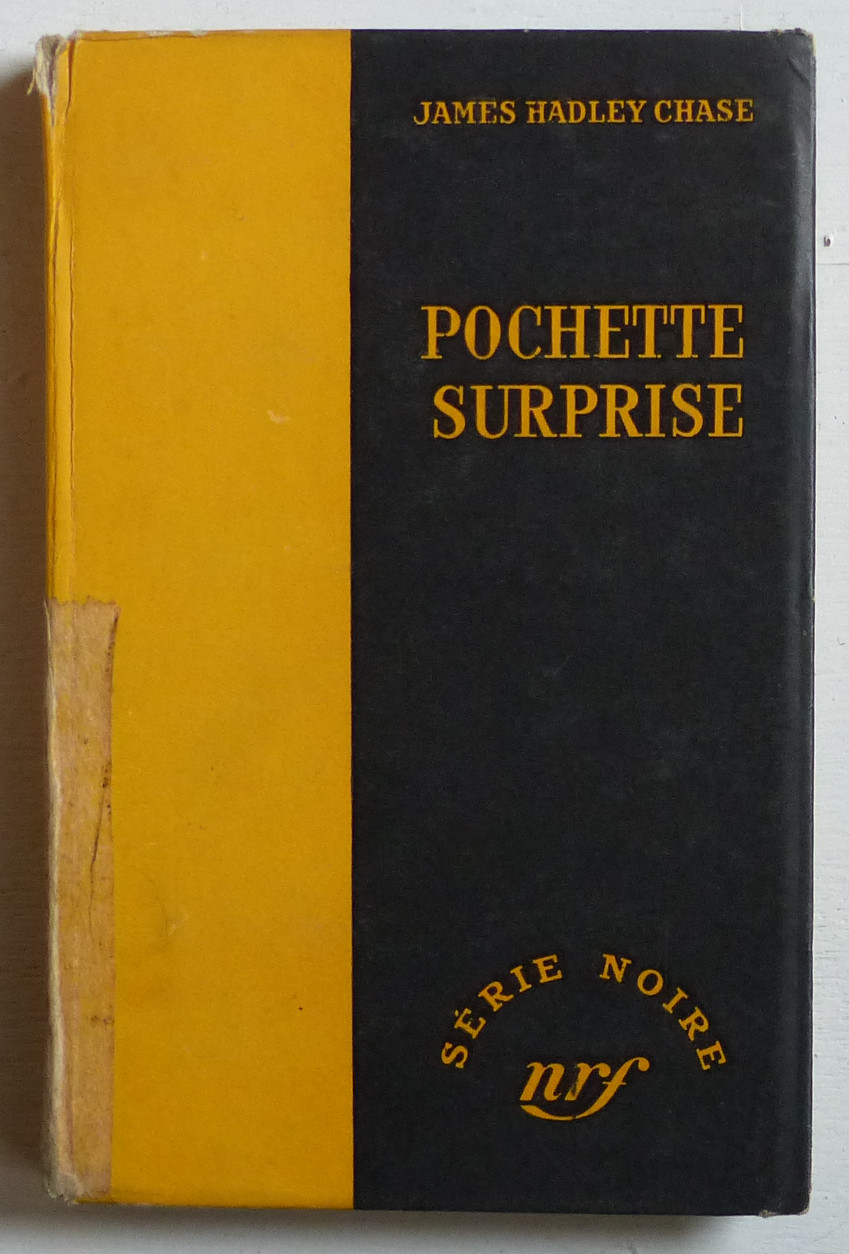 JAMES HADLEY CHASE
POCHETTE
SURPRISE
SÉRIE NOIRE
nrf